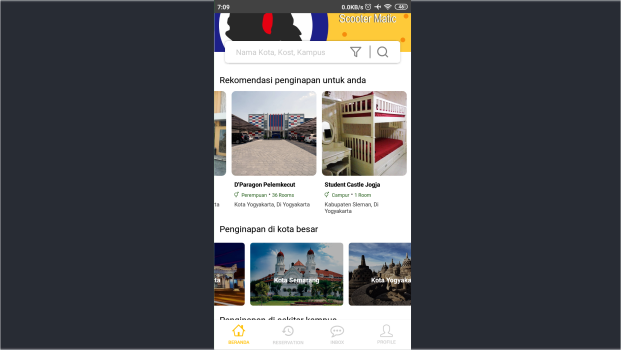 7:09
0.0KB/s
46
Scooter Matic
Nama Kota, Kost, Kampus
Rekomendasi penginapan untuk anda
D'Paragon Pelemkecut
Perempuan • 36 Rooms
Kota Yogyakarta, DI Yogyakarta
Student Castle Jogja
Campur • 1 Room
Kabupaten Sleman, DI
Yogyakarta
Penginapan di kota besar
Kota Semarang
Kota Yogyaka
Penginapan di sekitar kampus
BERANDA
RESERVATION
INBOX
PROFILE